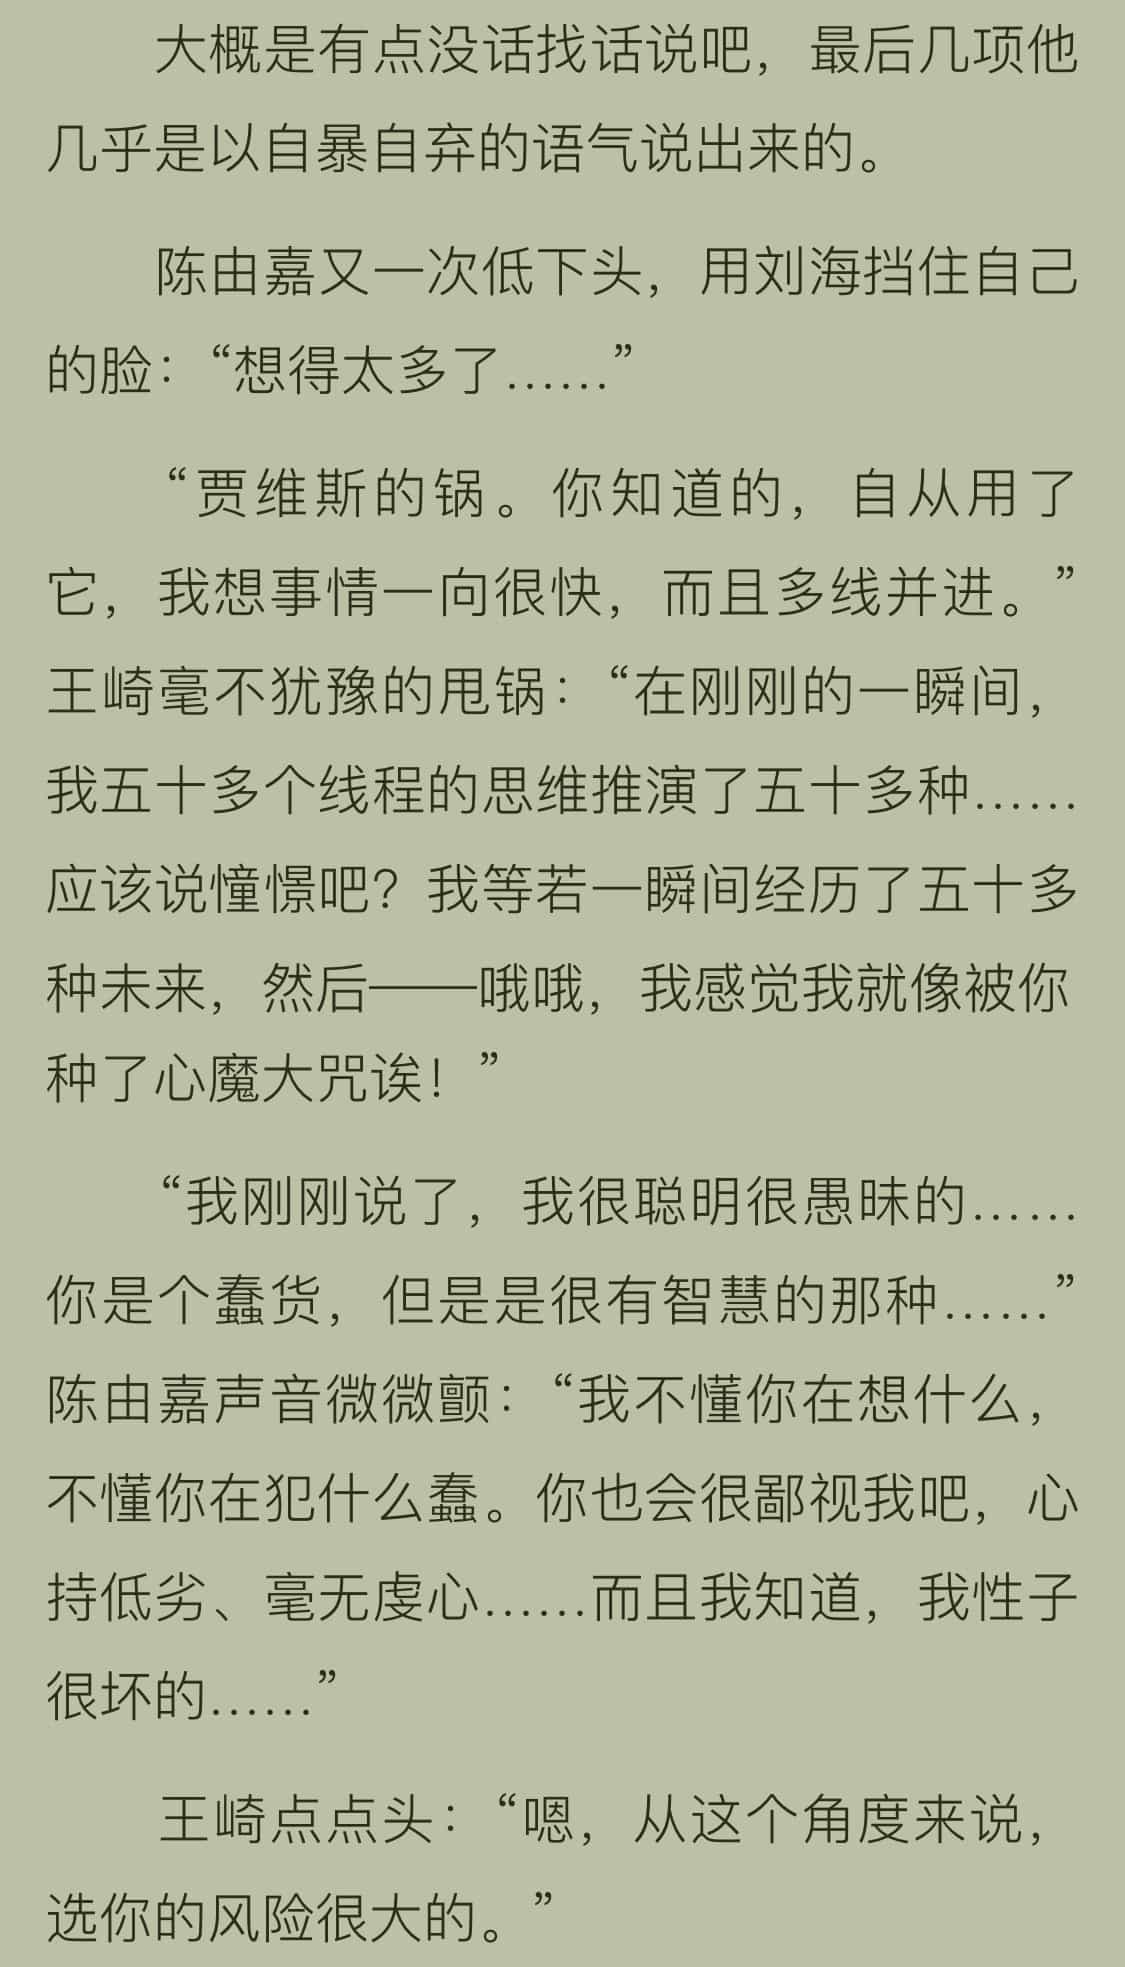 大概是有点没话找话说吧，最后几项他
几乎是以自暴自弃的语气说出来的。
陈由嘉又一次低下头，用刘海挡住自己
的脸：“想得太多了……”
“贾维斯的锅。你知道的，自从用了
它，我想事情一向很快，而且多线并进。”
王崎毫不犹豫的甩锅：“在刚刚的一瞬间，
我五十多个线程的思维推演了五十多种……
应该说憧憬吧？我等若一瞬间经历了五十多
种未来，然后——哦哦，我感觉我就像被你
种了心魔大咒诶！”
“我刚刚说了，我很聪明很愚昧的……
你是个蠢货，但是是很有智慧的那种……”
陈由嘉声音微微颤：“我不懂你在想什么，
不懂你在犯什么蠢。你也会很鄙视我吧，心
持低劣、毫无虔心……而且我知道，我性子
很坏的……”
王崎点点头：“嗯，从这个角度来说，
选你的风险很大的。”